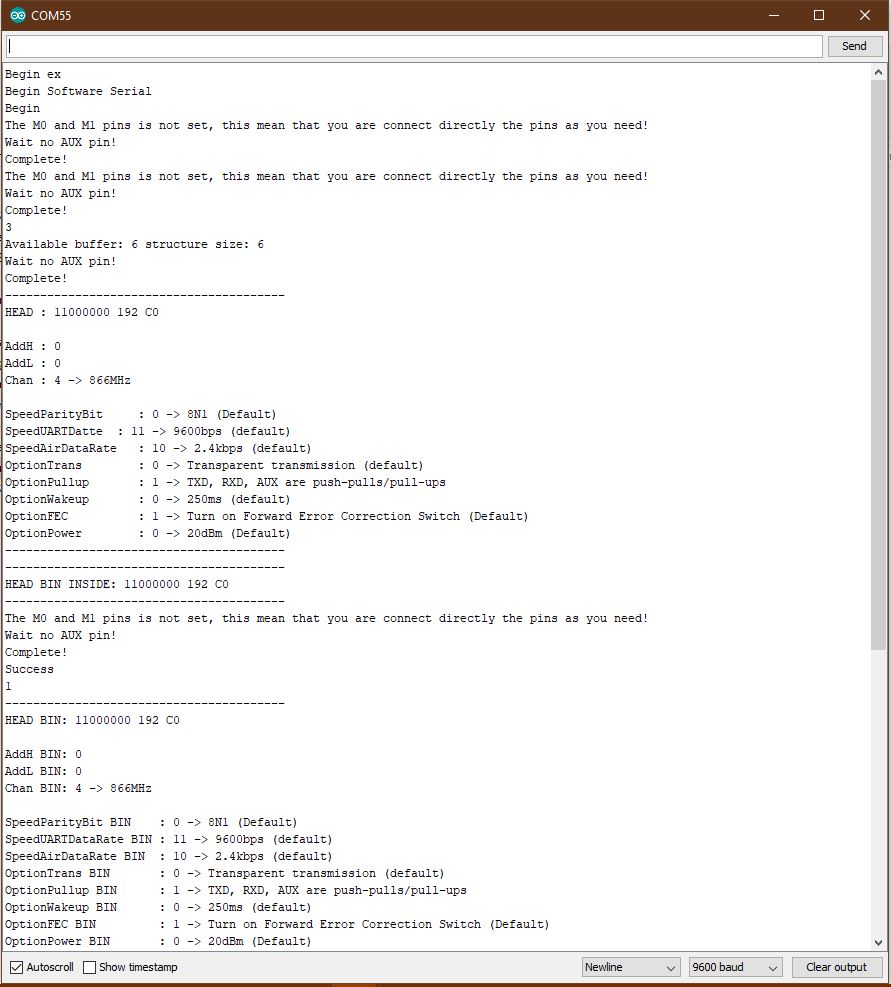 COM55
Send
Begin ex
Begin Software Serial
Begin
The M0 and M1 pins is not set, this mean that you are connect directly the pins as you need!
Wait no AUX pin!
Complete!
The M0 and M1 pins is not set, this mean that you are connect directly the pins as you need!
Wait no AUX pin!
Complete!
3
Available buffer: 6 structure size: 6
Wait no AUX pin!
Complete!
----------------------------------------
HEAD : 11000000 192 C0
AddH : 0
AddL : 0
Chan : 4 -> 866MHz
SpeedParityBit     : 0 -> 8N1 (Default)
SpeedUARTDatte  : 11 -> 9600bps (default)
SpeedAirDataRate   : 10 -> 2.4kbps (default)
OptionTrans        : 0 -> Transparent transmission (default)
OptionPullup       : 1 -> TXD, RXD, AUX are push-pulls/pull-ups
OptionWakeup       : 0 -> 250ms (default)
OptionFEC          : 1 -> Turn on Forward Error Correction Switch (Default)
OptionPower        : 0 -> 20dBm (Default)
----------------------------------------
----------------------------------------
HEAD BIN INSIDE: 11000000 192 C0
----------------------------------------
The M0 and M1 pins is not set, this mean that you are connect directly the pins as you need!
Wait no AUX pin!
Complete!
Success
1
----------------------------------------
HEAD BIN: 11000000 192 C0
AddH BIN: 0
AddL BIN: 0
Chan BIN: 4 -> 866MHz
SpeedParityBit BIN    : 0 -> 8N1 (Default)
SpeedUARTDataRate BIN : 11 -> 9600bps (default)
SpeedAirDataRate BIN  : 10 -> 2.4kbps (default)
OptionTrans BIN       : 0 -> Transparent transmission (default)
OptionPullup BIN      : 1 -> TXD, RXD, AUX are push-pulls/pull-ups
OptionWakeup BIN      : 0 -> 250ms (default)
OptionFEC BIN         : 1 -> Turn on Forward Error Correction Switch (Default)
OptionPower BIN       : 0 -> 20dBm (Default)
Autoscroll Show timestamp Newline 9600 baud Clear output